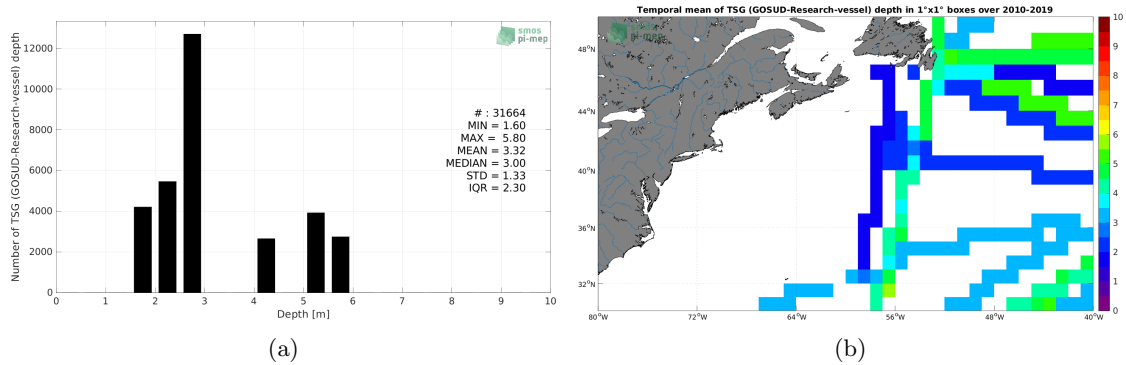 smos
pi-mep
12000
10000
8000
6000
4000
2000
0
Number of TSG (GOSUD-Research-vessel) depth
# : 31664
MIN = 1.60
MAX = 5.80
MEAN = 3.32
MEDIAN = 3.00
STD = 1.33
IQR = 2.30
0 1 2 3 4 5 6 7 8 9 10
Depth [m]
(a)
Temporal mean of TSG (GOSUD-Research-vessel) depth in 1°x1° boxes over 2010-2019
smos
pi-mep
48°N
44°N
40°N
36°N
32°N
80°W 72°W 64°W 56°W 48°W 40°W
10
9
8
7
6
5
4
3
2
1
0
(b)